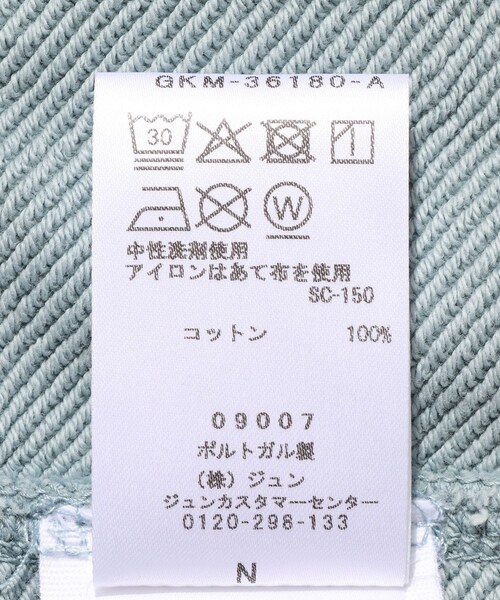 GKM-36180-A
30
W
中性洗剤使用
アイロンはあて布を使用
SC-150
コットン 100%
09007
ポルトガル製
(株)ジュン
ジュンカスタマーセンター
0120-298-133
N